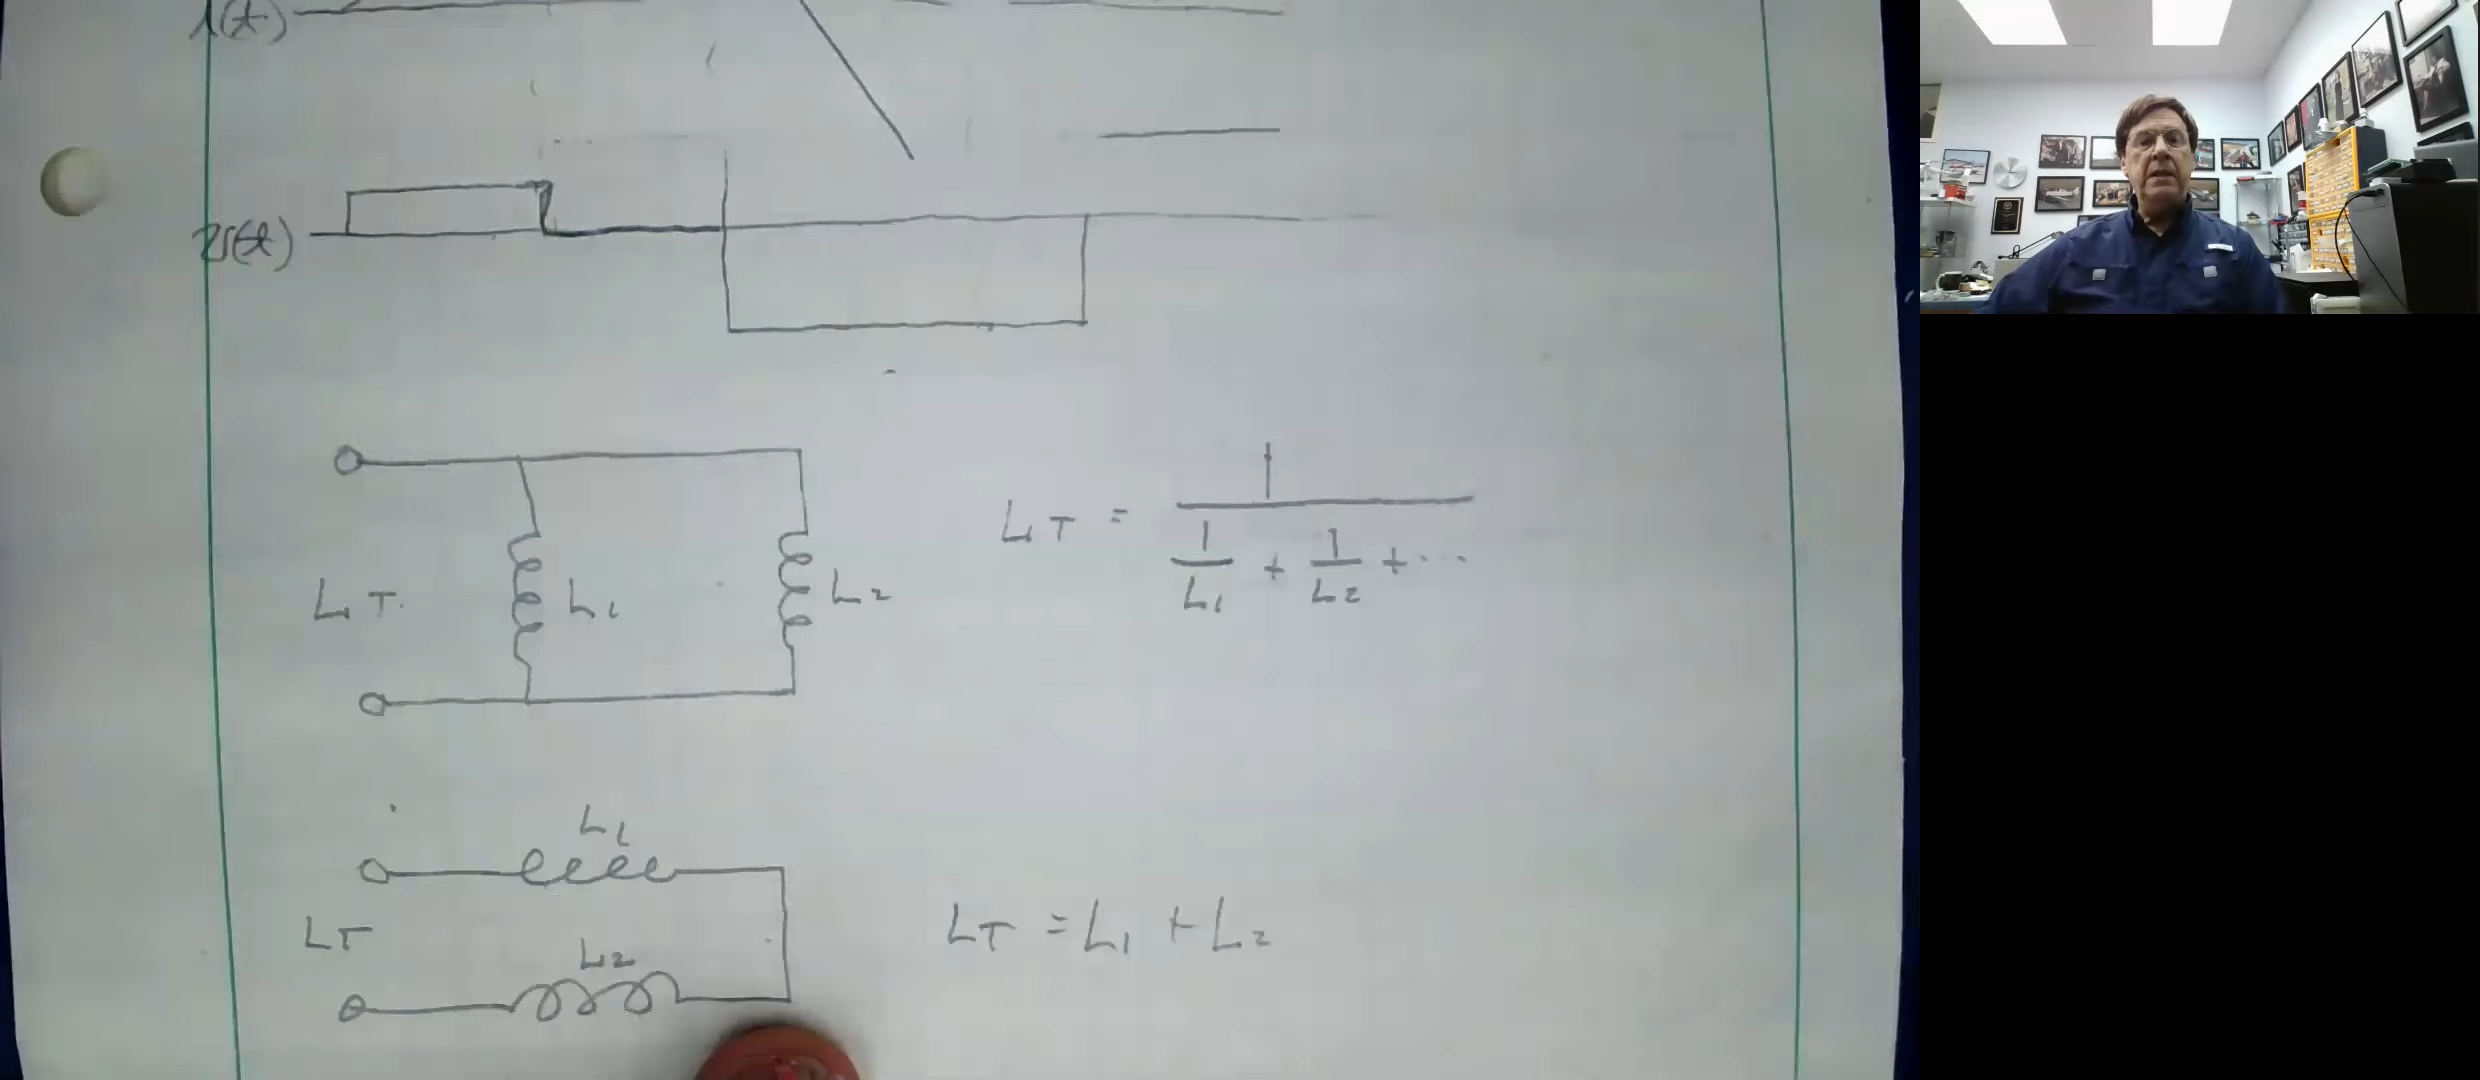 i(t)
v(t)
LT = 1 / (1/L1 + 1/L2 + ...)
LT. L1 L2
L1
LT
L2
LT = L1 + L2